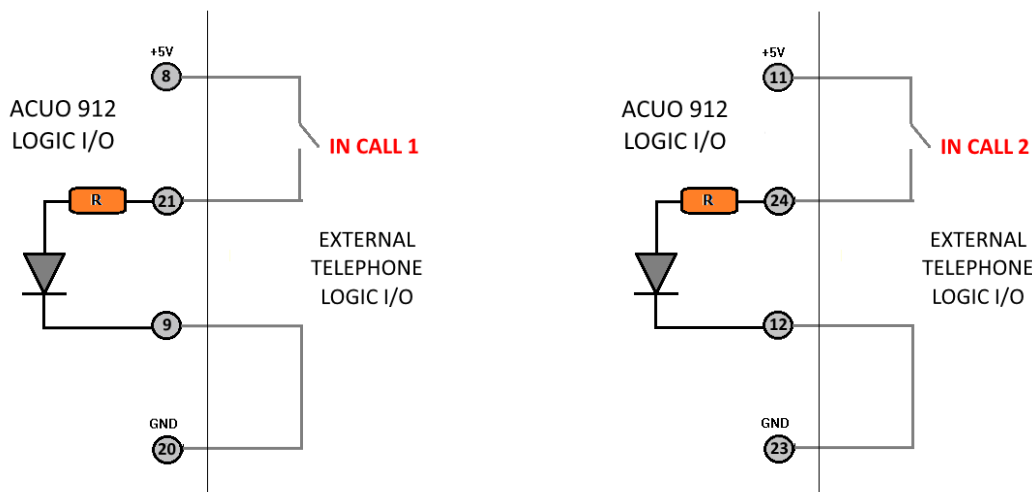 +5V
8
ACUO 912
LOGIC I/O
IN CALL 1
R
21
EXTERNAL
TELEPHONE
LOGIC I/O
9
GND
20
+5V
11
ACUO 912
LOGIC I/O
IN CALL 2
R
24
EXTERNAL
TELEPHONE
LOGIC I/O
12
GND
23